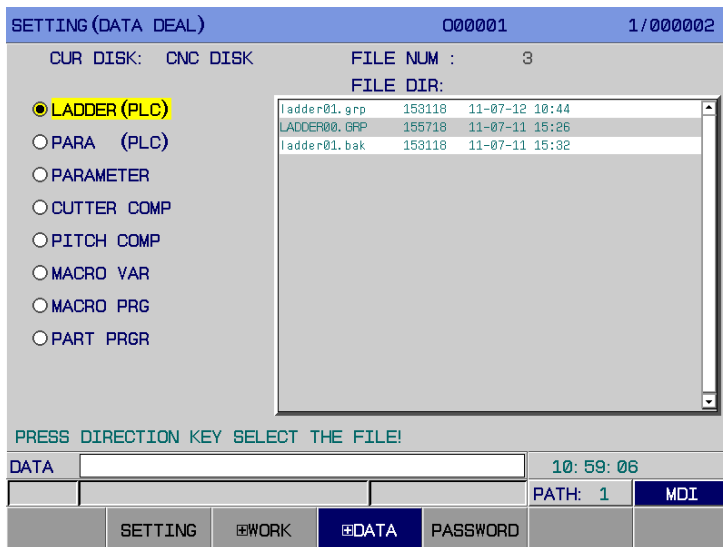 SETTING(DATA DEAL) O00001 1/000002
CUR DISK: CNC DISK FILE NUM : 3
FILE DIR:
LADDER(PLC)
PARA (PLC)
PARAMETER
CUTTER COMP
PITCH COMP
MACRO VAR
MACRO PRG
PART PRGR
ladder01.grp 153118 11-07-12 10:44
LADDER00.GRP 155718 11-07-11 15:26
ladder01.bak 153118 11-07-11 15:32
PRESS DIRECTION KEY SELECT THE FILE!
DATA 10:59:06
PATH: 1 MDI
SETTING ⊞WORK ⊞DATA PASSWORD